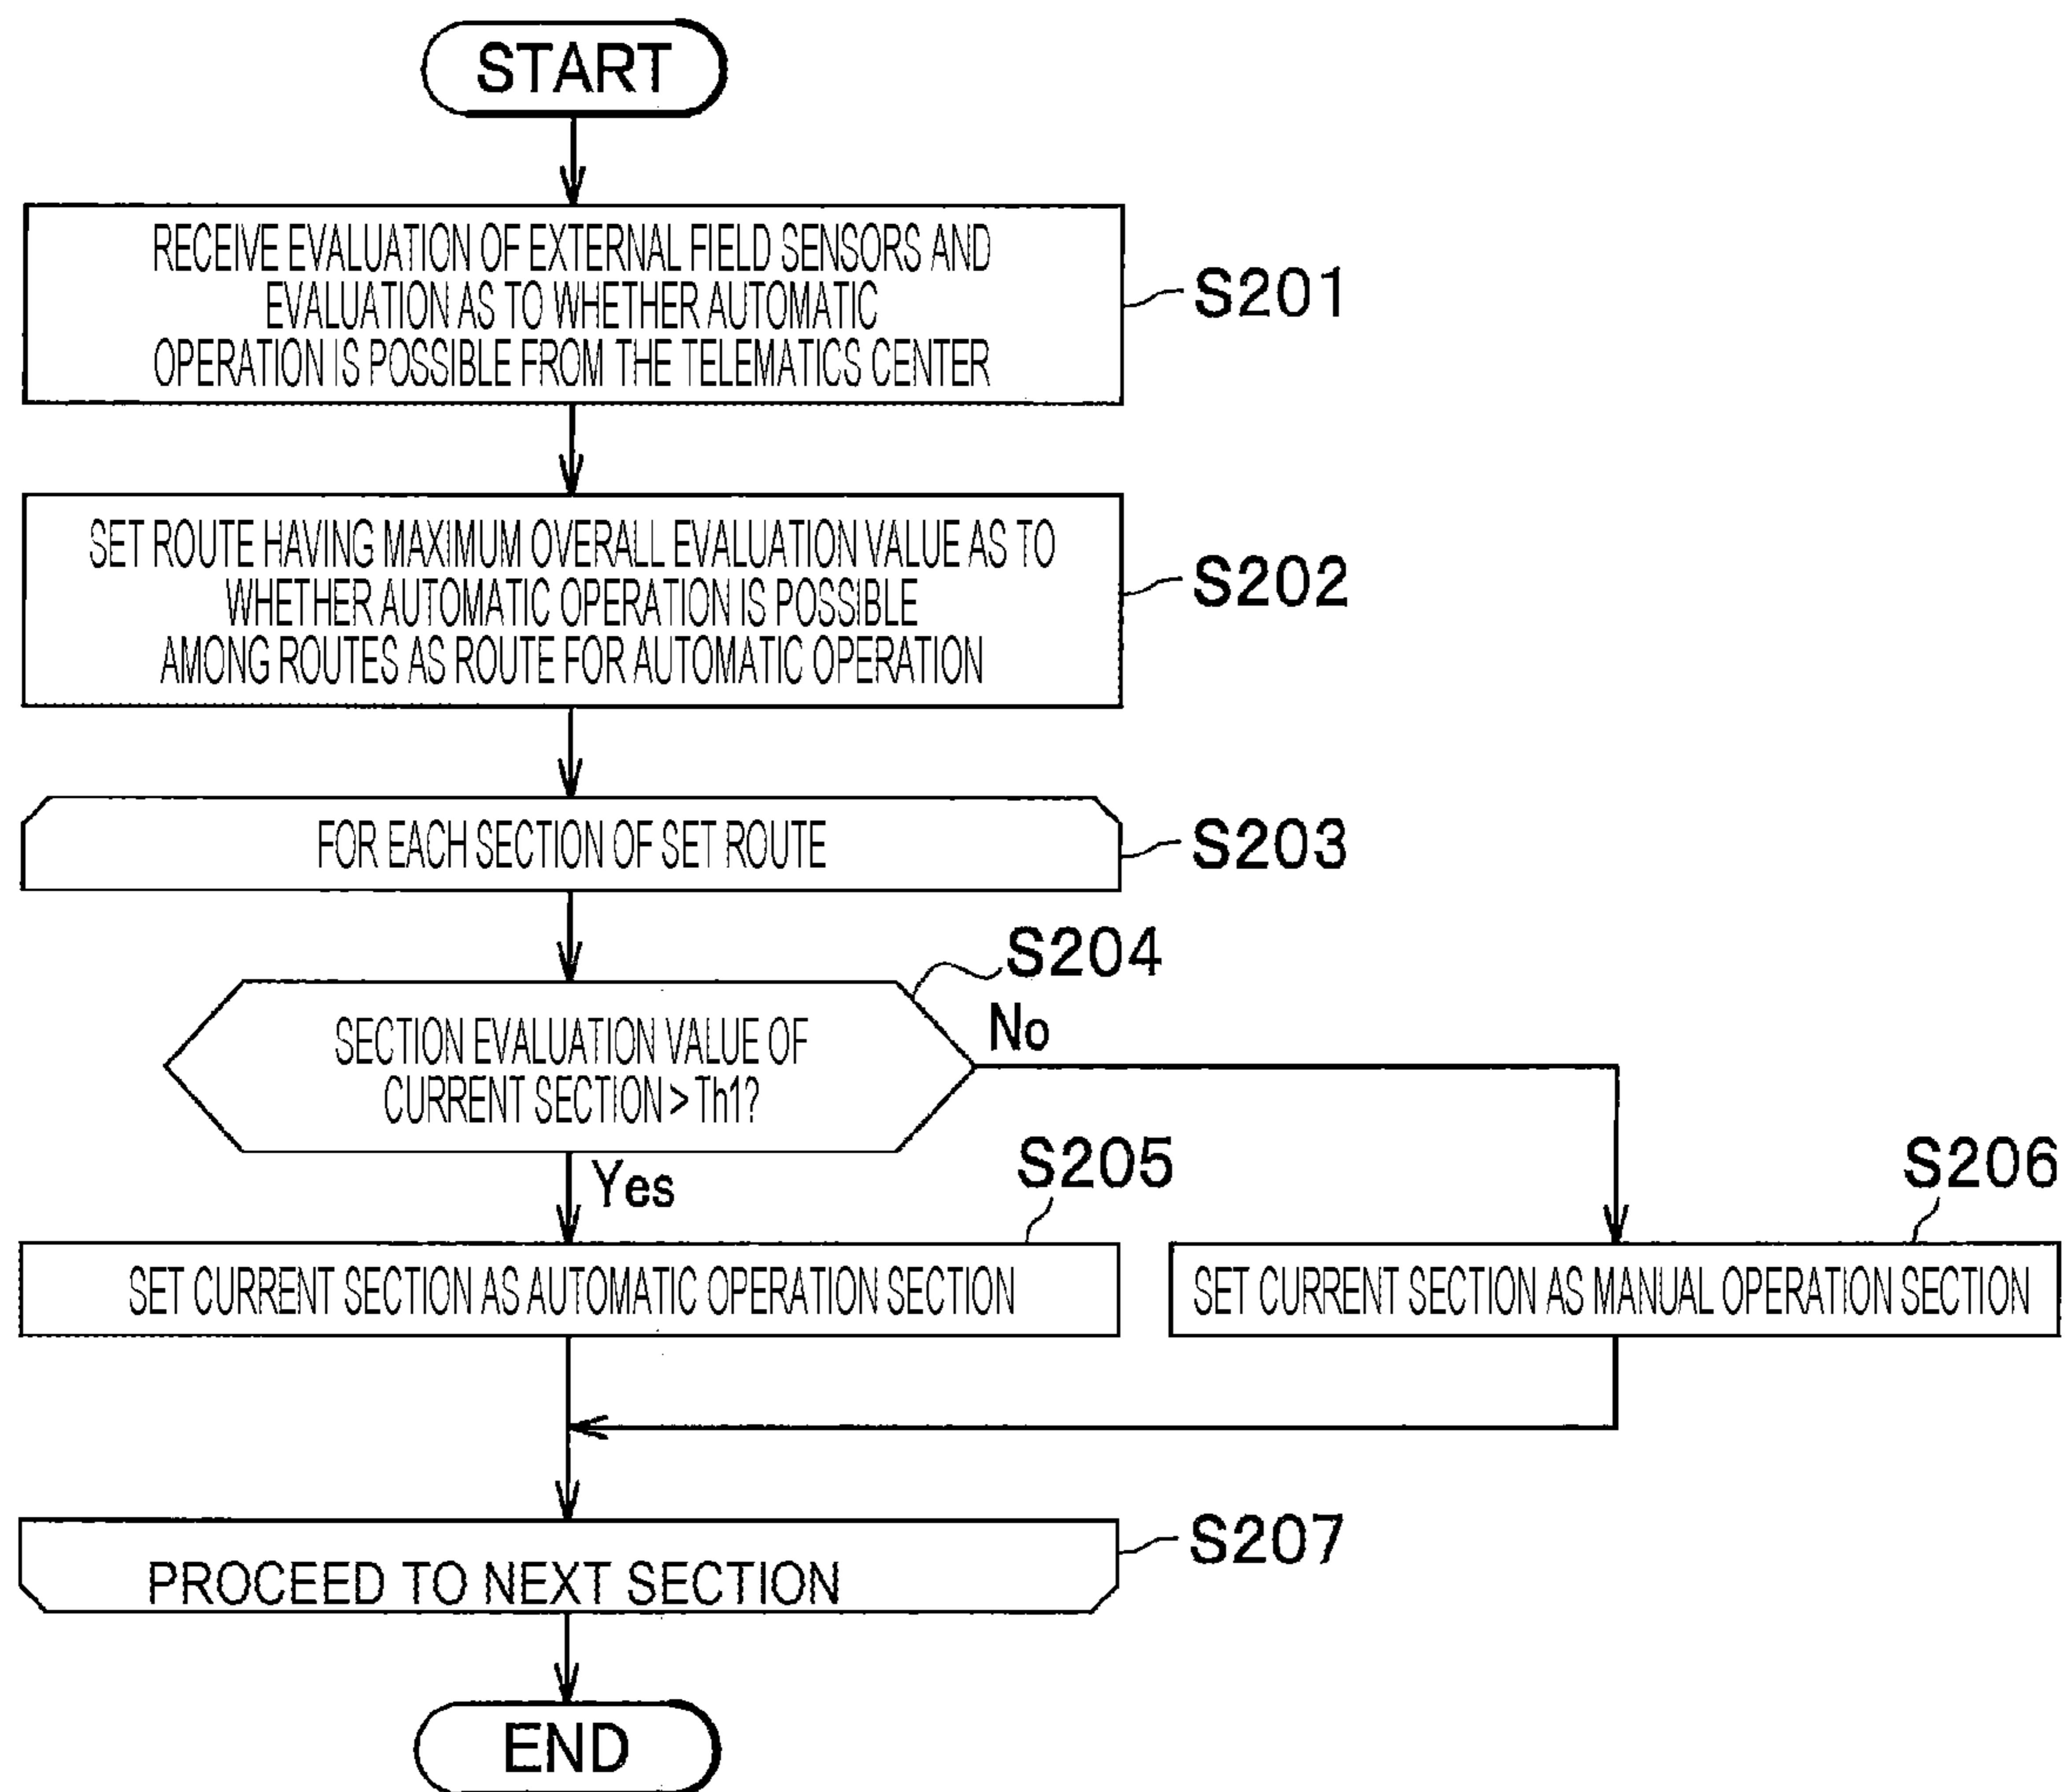 START
RECEIVE EVALUATION OF EXTERNAL FIELD SENSORS AND
EVALUATION AS TO WHETHER AUTOMATIC
OPERATION IS POSSIBLE FROM THE TELEMATICS CENTER
S201
SET ROUTE HAVING MAXIMUM OVERALL EVALUATION VALUE AS TO
WHETHER AUTOMATIC OPERATION IS POSSIBLE
AMONG ROUTES AS ROUTE FOR AUTOMATIC OPERATION
S202
FOR EACH SECTION OF SET ROUTE
S203
S204
SECTION EVALUATION VALUE OF
CURRENT SECTION > Th1?
No
Yes
S205
S206
SET CURRENT SECTION AS AUTOMATIC OPERATION SECTION
SET CURRENT SECTION AS MANUAL OPERATION SECTION
PROCEED TO NEXT SECTION
S207
END